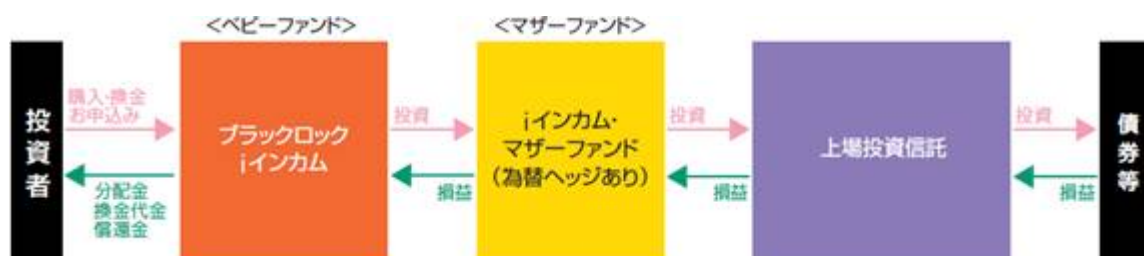 <ベビーファンド>
<マザーファンド>
投資者
購入・換金
お申込み
分配金
換金代金
償還金
ブラックロック
iインカム
投資
損益
iインカム・
マザーファンド
(為替ヘッジあり)
投資
損益
上場投資信託
投資
損益
債券等